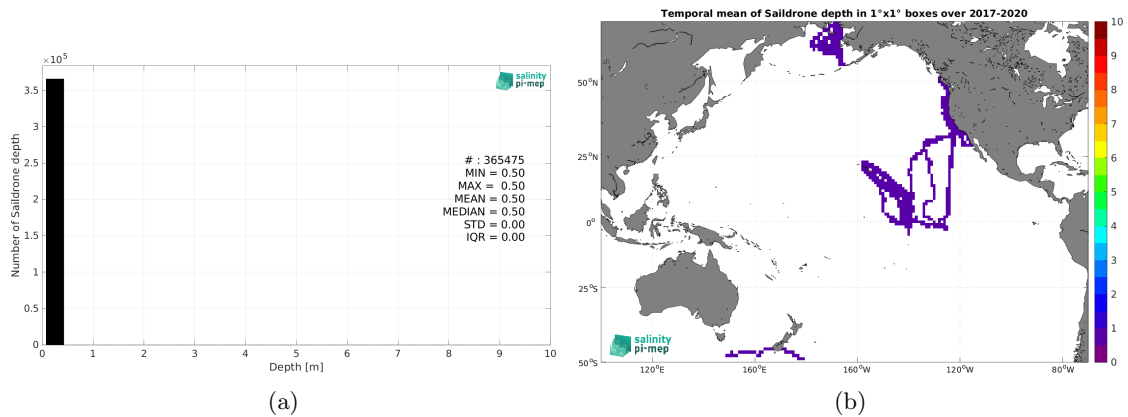 ×10⁵
3.5
3
2.5
2
1.5
1
0.5
0
Number of Saildrone depth
salinity
pi-mep
# : 365475
MIN = 0.50
MAX = 0.50
MEAN = 0.50
MEDIAN = 0.50
STD = 0.00
IQR = 0.00
0 1 2 3 4 5 6 7 8 9 10
Depth [m]
(a)
Temporal mean of Saildrone depth in 1°x1° boxes over 2017-2020
50°N
25°N
0°
25°S
50°S
salinity
pi-mep
120°E 160°E 160°W 120°W 80°W
10
9
8
7
6
5
4
3
2
1
0
(b)